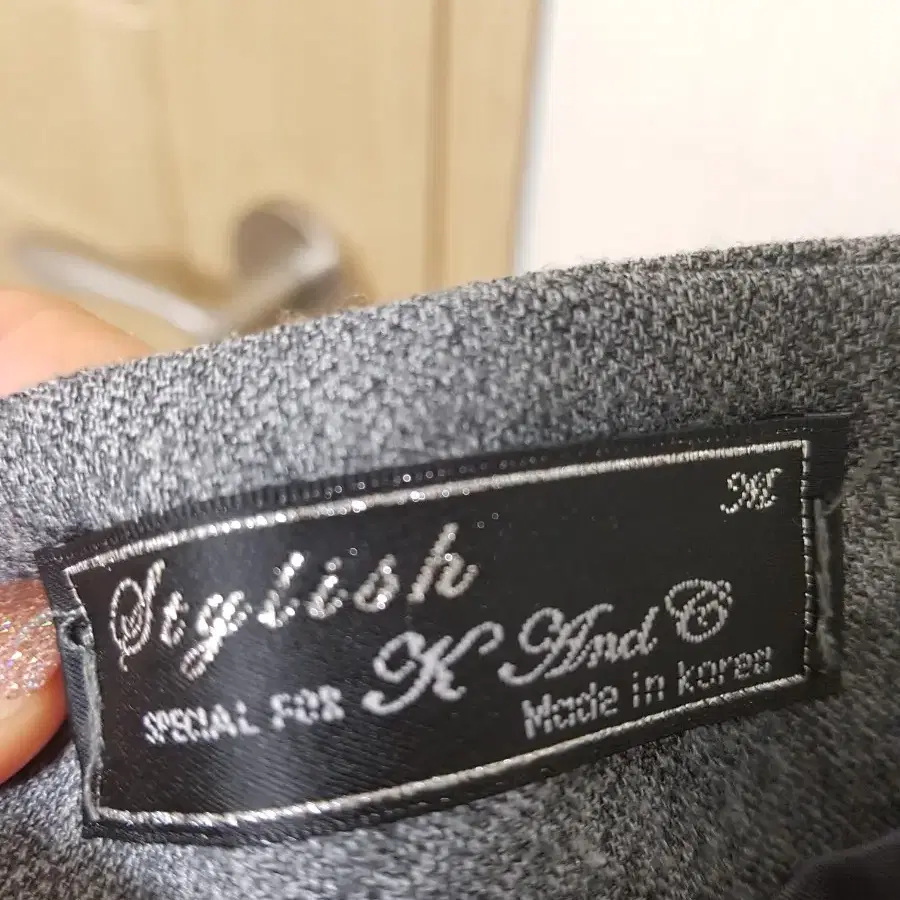 M
Stylish
SPECIAL FOR K And C
Made in korea